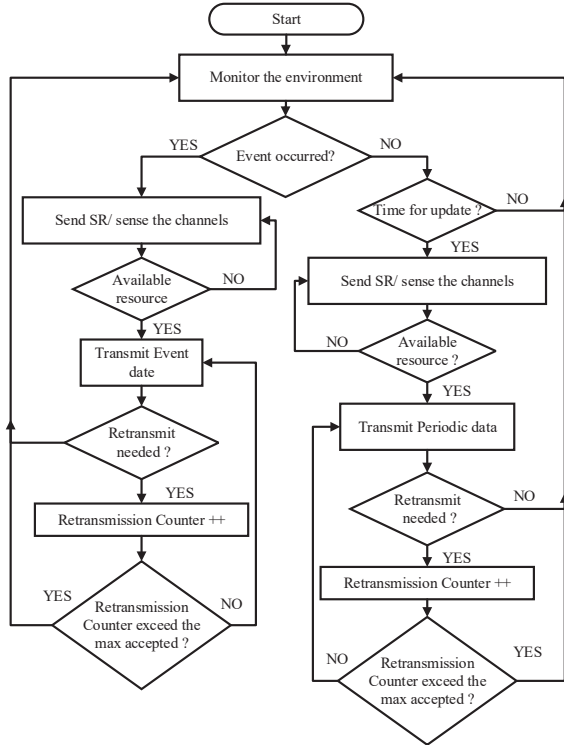 Start
Monitor the environment
YES
Event occurred?
NO
Send SR/ sense the channels
Available
resource
NO
YES
Transmit Event
date
Retransmit
needed ?
YES
Retransmission Counter ++
YES
Retransmission
Counter exceed the
max accepted ?
NO
Time for update ?
NO
YES
Send SR/ sense the channels
NO
Available
resource ?
YES
Transmit Periodic data
Retransmit
needed ?
NO
YES
Retransmission Counter ++
NO
Retransmission
Counter exceed the
max accepted ?
YES